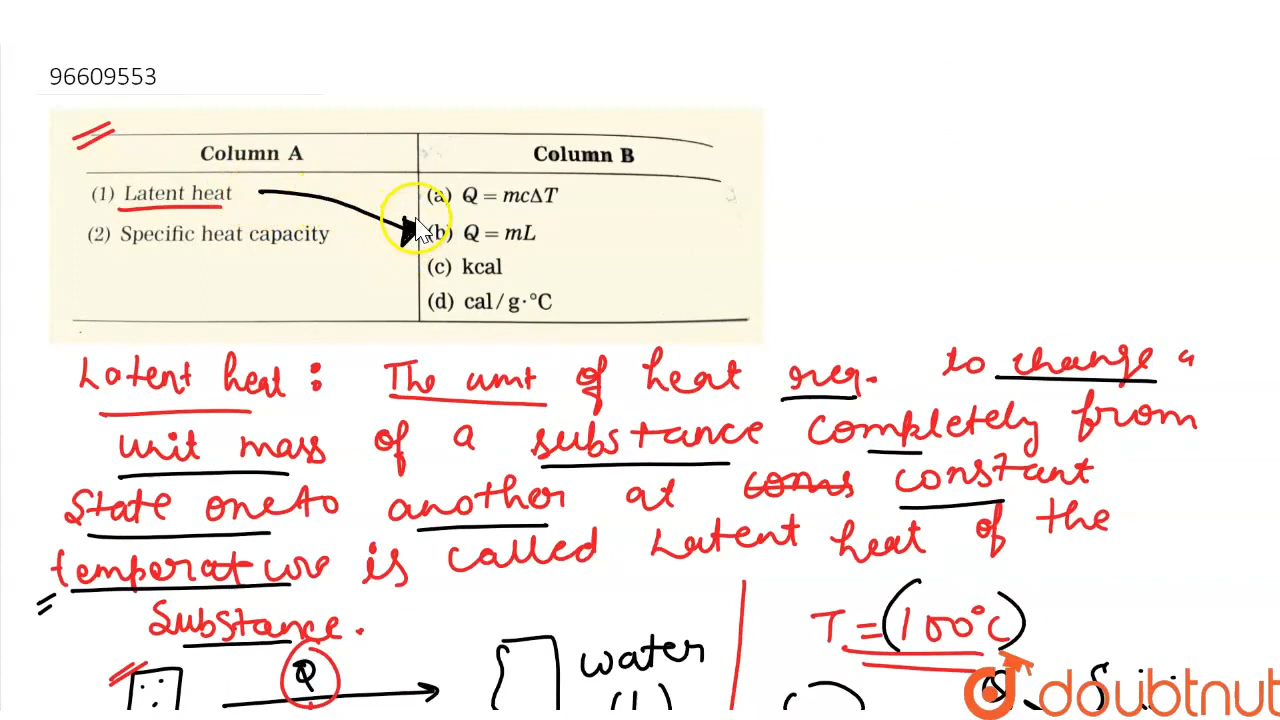 96609553
Column A Column B
(1) Latent heat (a) Q = mcΔT
(2) Specific heat capacity (b) Q = mL
(c) kcal
(d) cal/g·°C
Latent heat : The amt of heat req. to change a
unit mass of a substance completely from
State one to another at cons constant
temperature is called Latent heat of the
Substance.
T = (100°C)
Q water
(l)
doubtnut